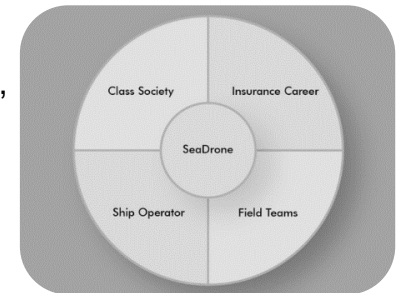 ,
Class Society
Insurance Career
SeaDrone
Ship Operator
Field Teams